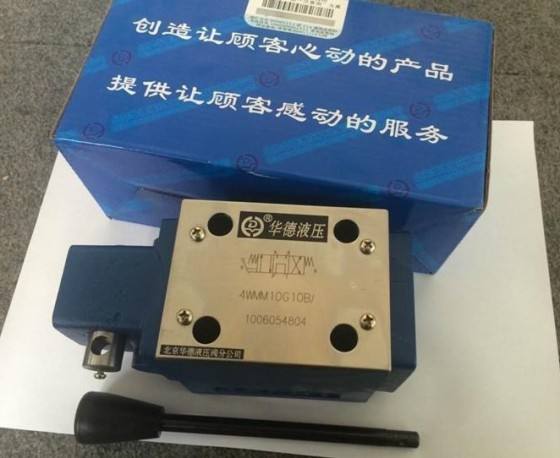 创造让顾客心动的产品
提供让顾客感动的服务
® 华德液压
4WMM10G10B/
1006054804
北京华德液压阀分公司